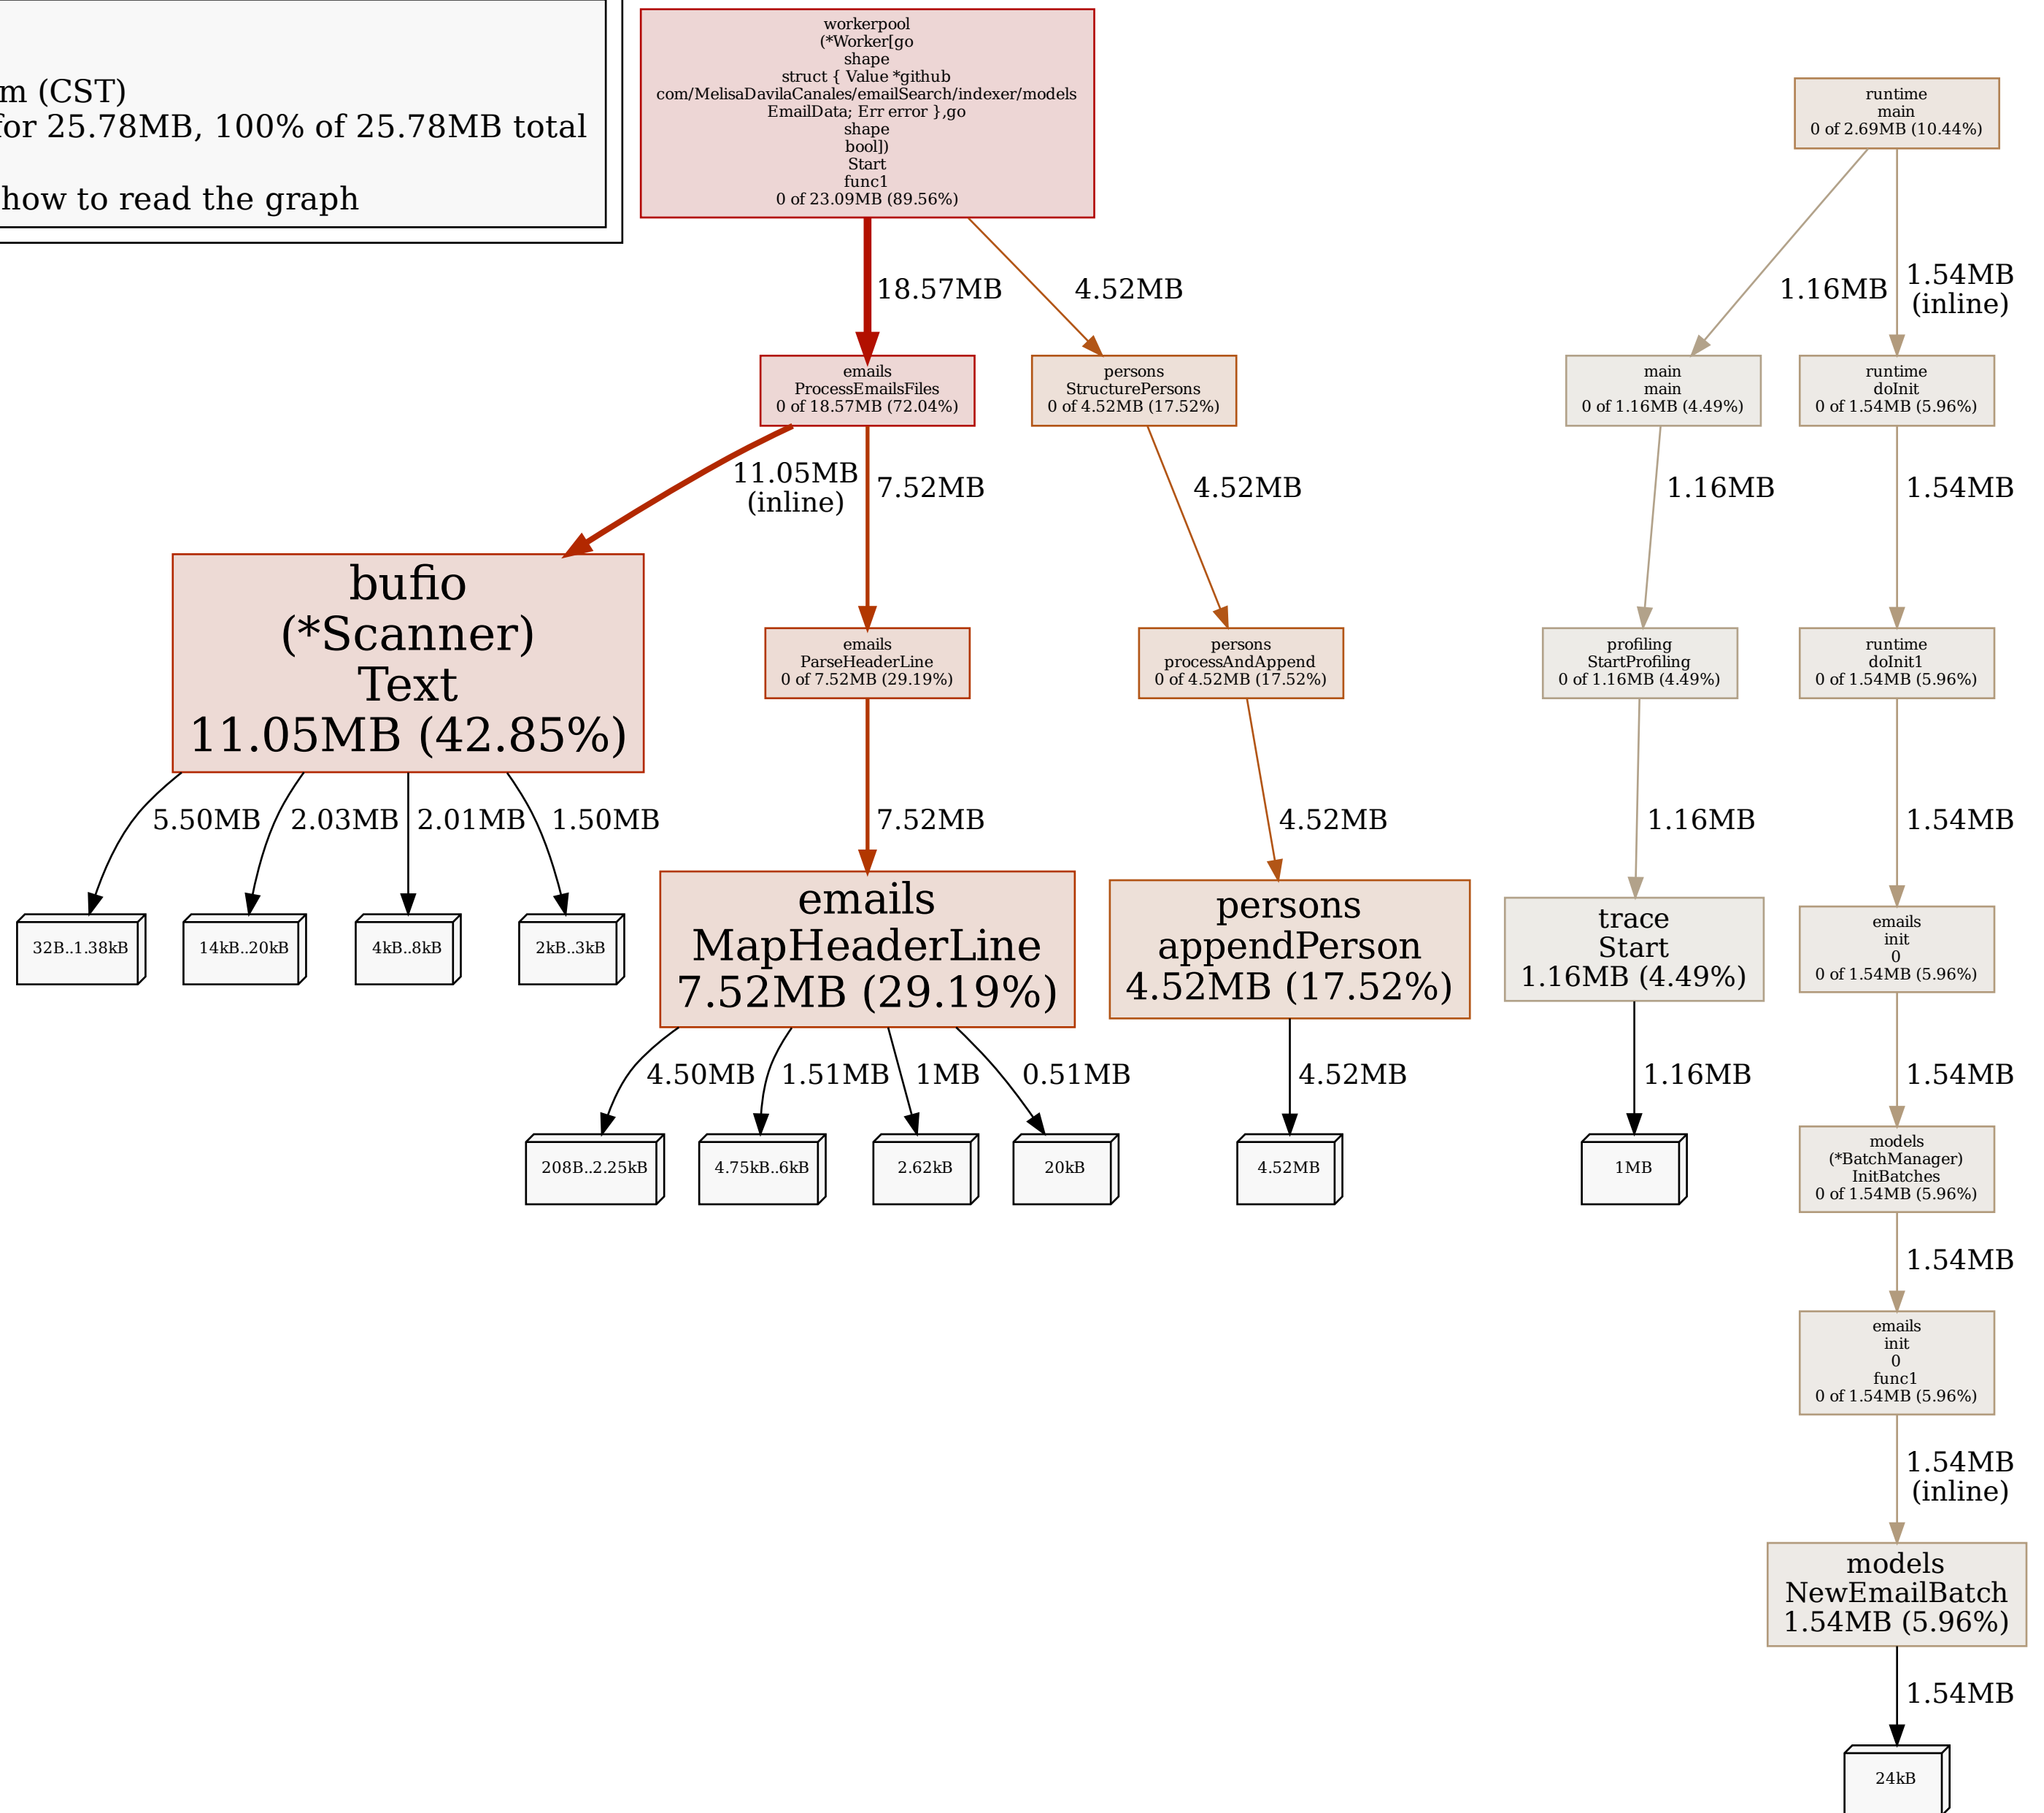 m (CST)
for 25.78MB, 100% of 25.78MB total
how to read the graph
workerpool
(*Worker[go
shape
struct { Value *github
com/MelisaDavilaCanales/emailSearch/indexer/models
EmailData; Err error },go
shape
bool])
Start
func1
0 of 23.09MB (89.56%)
runtime
main
0 of 2.69MB (10.44%)
18.57MB
4.52MB
1.16MB
1.54MB
(inline)
emails
ProcessEmailsFiles
0 of 18.57MB (72.04%)
persons
StructurePersons
0 of 4.52MB (17.52%)
main
main
0 of 1.16MB (4.49%)
runtime
doInit
0 of 1.54MB (5.96%)
11.05MB
(inline)
7.52MB
4.52MB
1.16MB
1.54MB
bufio
(*Scanner)
Text
11.05MB (42.85%)
emails
ParseHeaderLine
0 of 7.52MB (29.19%)
persons
processAndAppend
0 of 4.52MB (17.52%)
profiling
StartProfiling
0 of 1.16MB (4.49%)
runtime
doInit1
0 of 1.54MB (5.96%)
5.50MB
2.03MB
2.01MB
1.50MB
7.52MB
4.52MB
1.16MB
1.54MB
32B..1.38kB
14kB..20kB
4kB..8kB
2kB..3kB
emails
MapHeaderLine
7.52MB (29.19%)
persons
appendPerson
4.52MB (17.52%)
trace
Start
1.16MB (4.49%)
emails
init
0
0 of 1.54MB (5.96%)
4.50MB
1.51MB
1MB
0.51MB
4.52MB
1.16MB
1.54MB
208B..2.25kB
4.75kB..6kB
2.62kB
20kB
4.52MB
1MB
models
(*BatchManager)
InitBatches
0 of 1.54MB (5.96%)
1.54MB
emails
init
0
func1
0 of 1.54MB (5.96%)
1.54MB
(inline)
models
NewEmailBatch
1.54MB (5.96%)
1.54MB
24kB